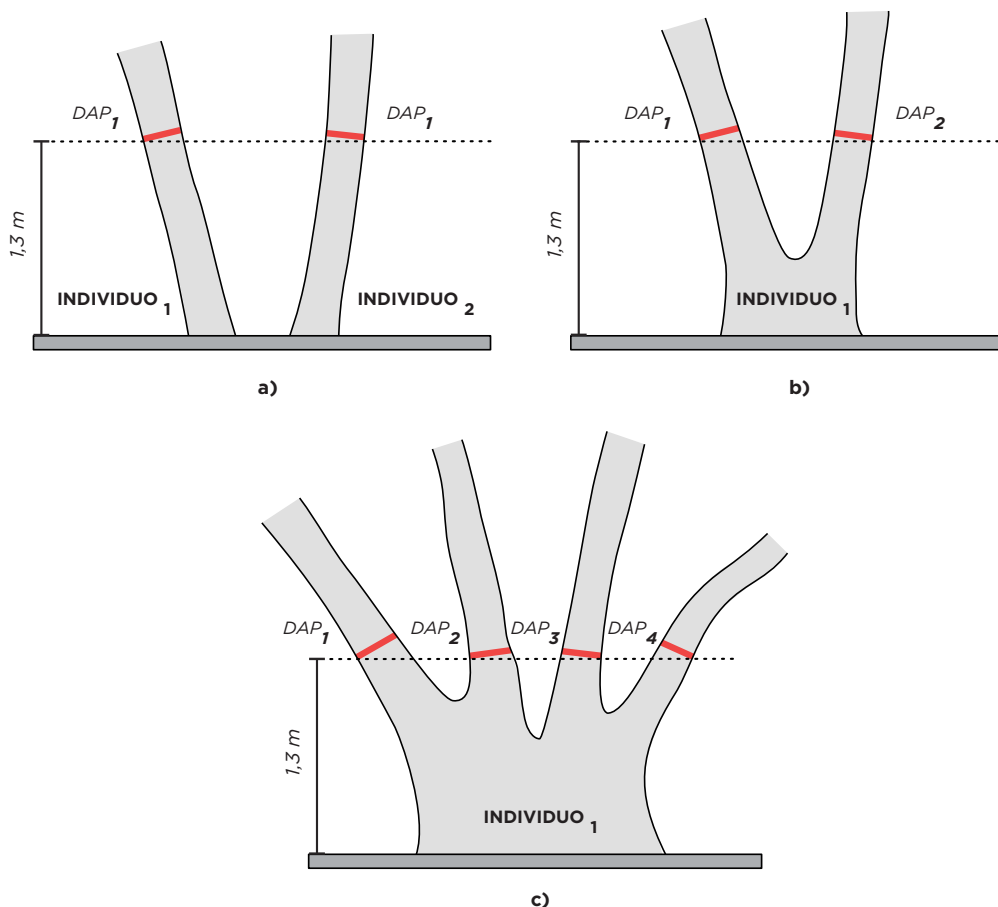 DAP1
DAP1
1,3 m
INDIVIDUO 1
INDIVIDUO 2
a)
DAP1
DAP2
1,3 m
INDIVIDUO 1
b)
DAP1
DAP2
DAP3
DAP4
1,3 m
INDIVIDUO 1
c)